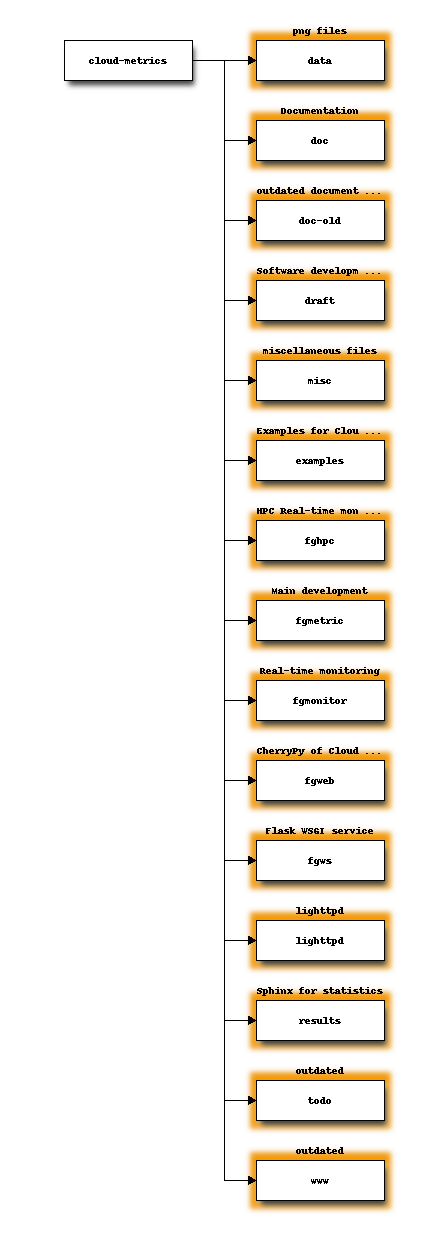 png files
cloud-metrics
data
Documentation
doc
outdated document ...
doc-old
Software developm ...
draft
miscellaneous files
misc
Examples for Clou ...
examples
HPC Real-time mon ...
fghpc
Main development
fgmetric
Real-time monitoring
fgmonitor
CherryPy of Cloud ...
fgweb
Flask WSGI service
fgws
lighttpd
lighttpd
Sphinx for statistics
results
outdated
todo
outdated
www